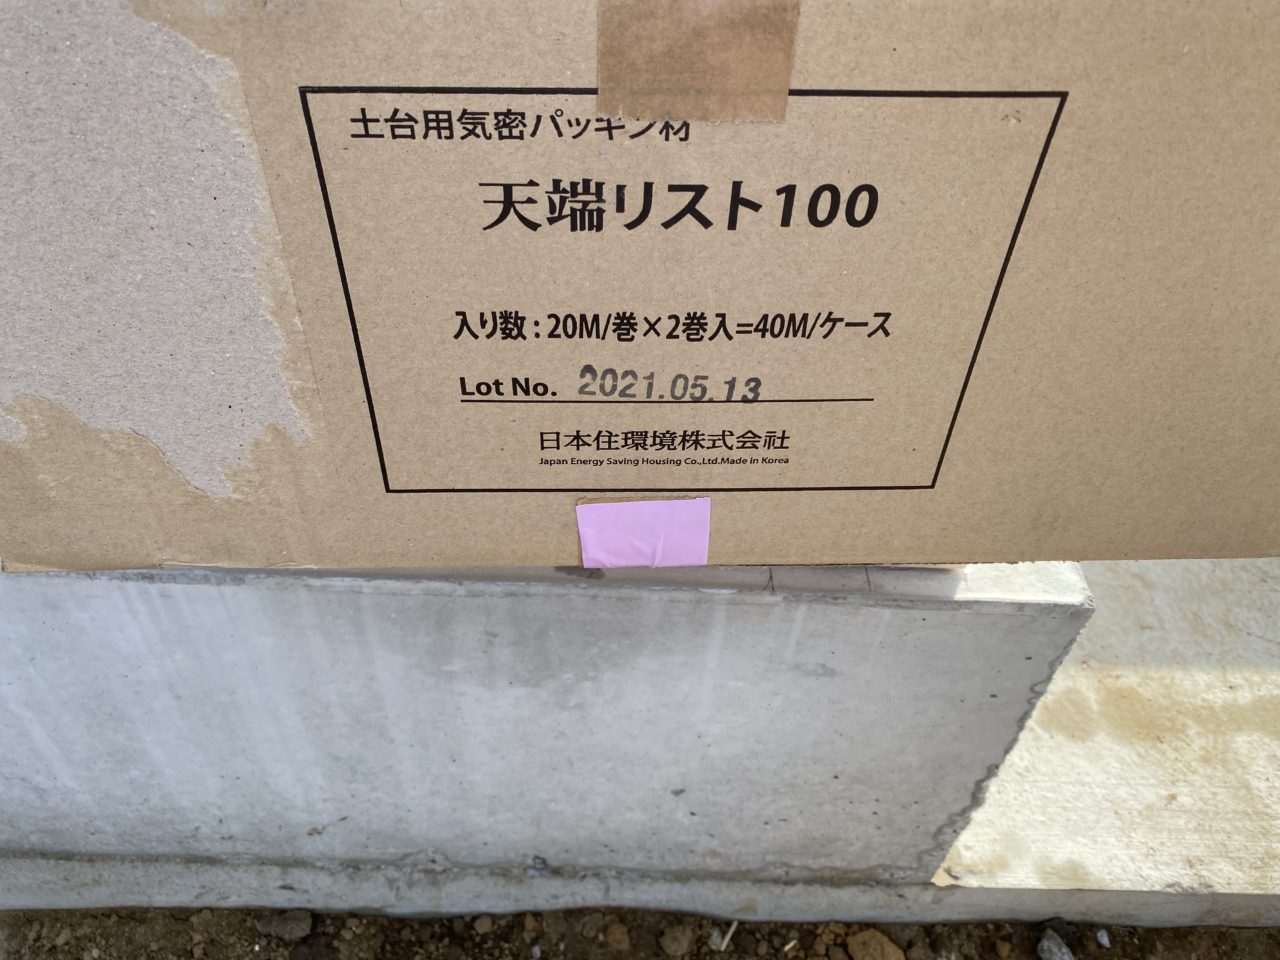 土台用気密パッキン材
天端リスト100
入り数：20M/巻×2巻入=40M/ケース
Lot No. 2021.05.13
日本住環境株式会社
Japan Energy Saving Housing Co.,Ltd.Made in Korea